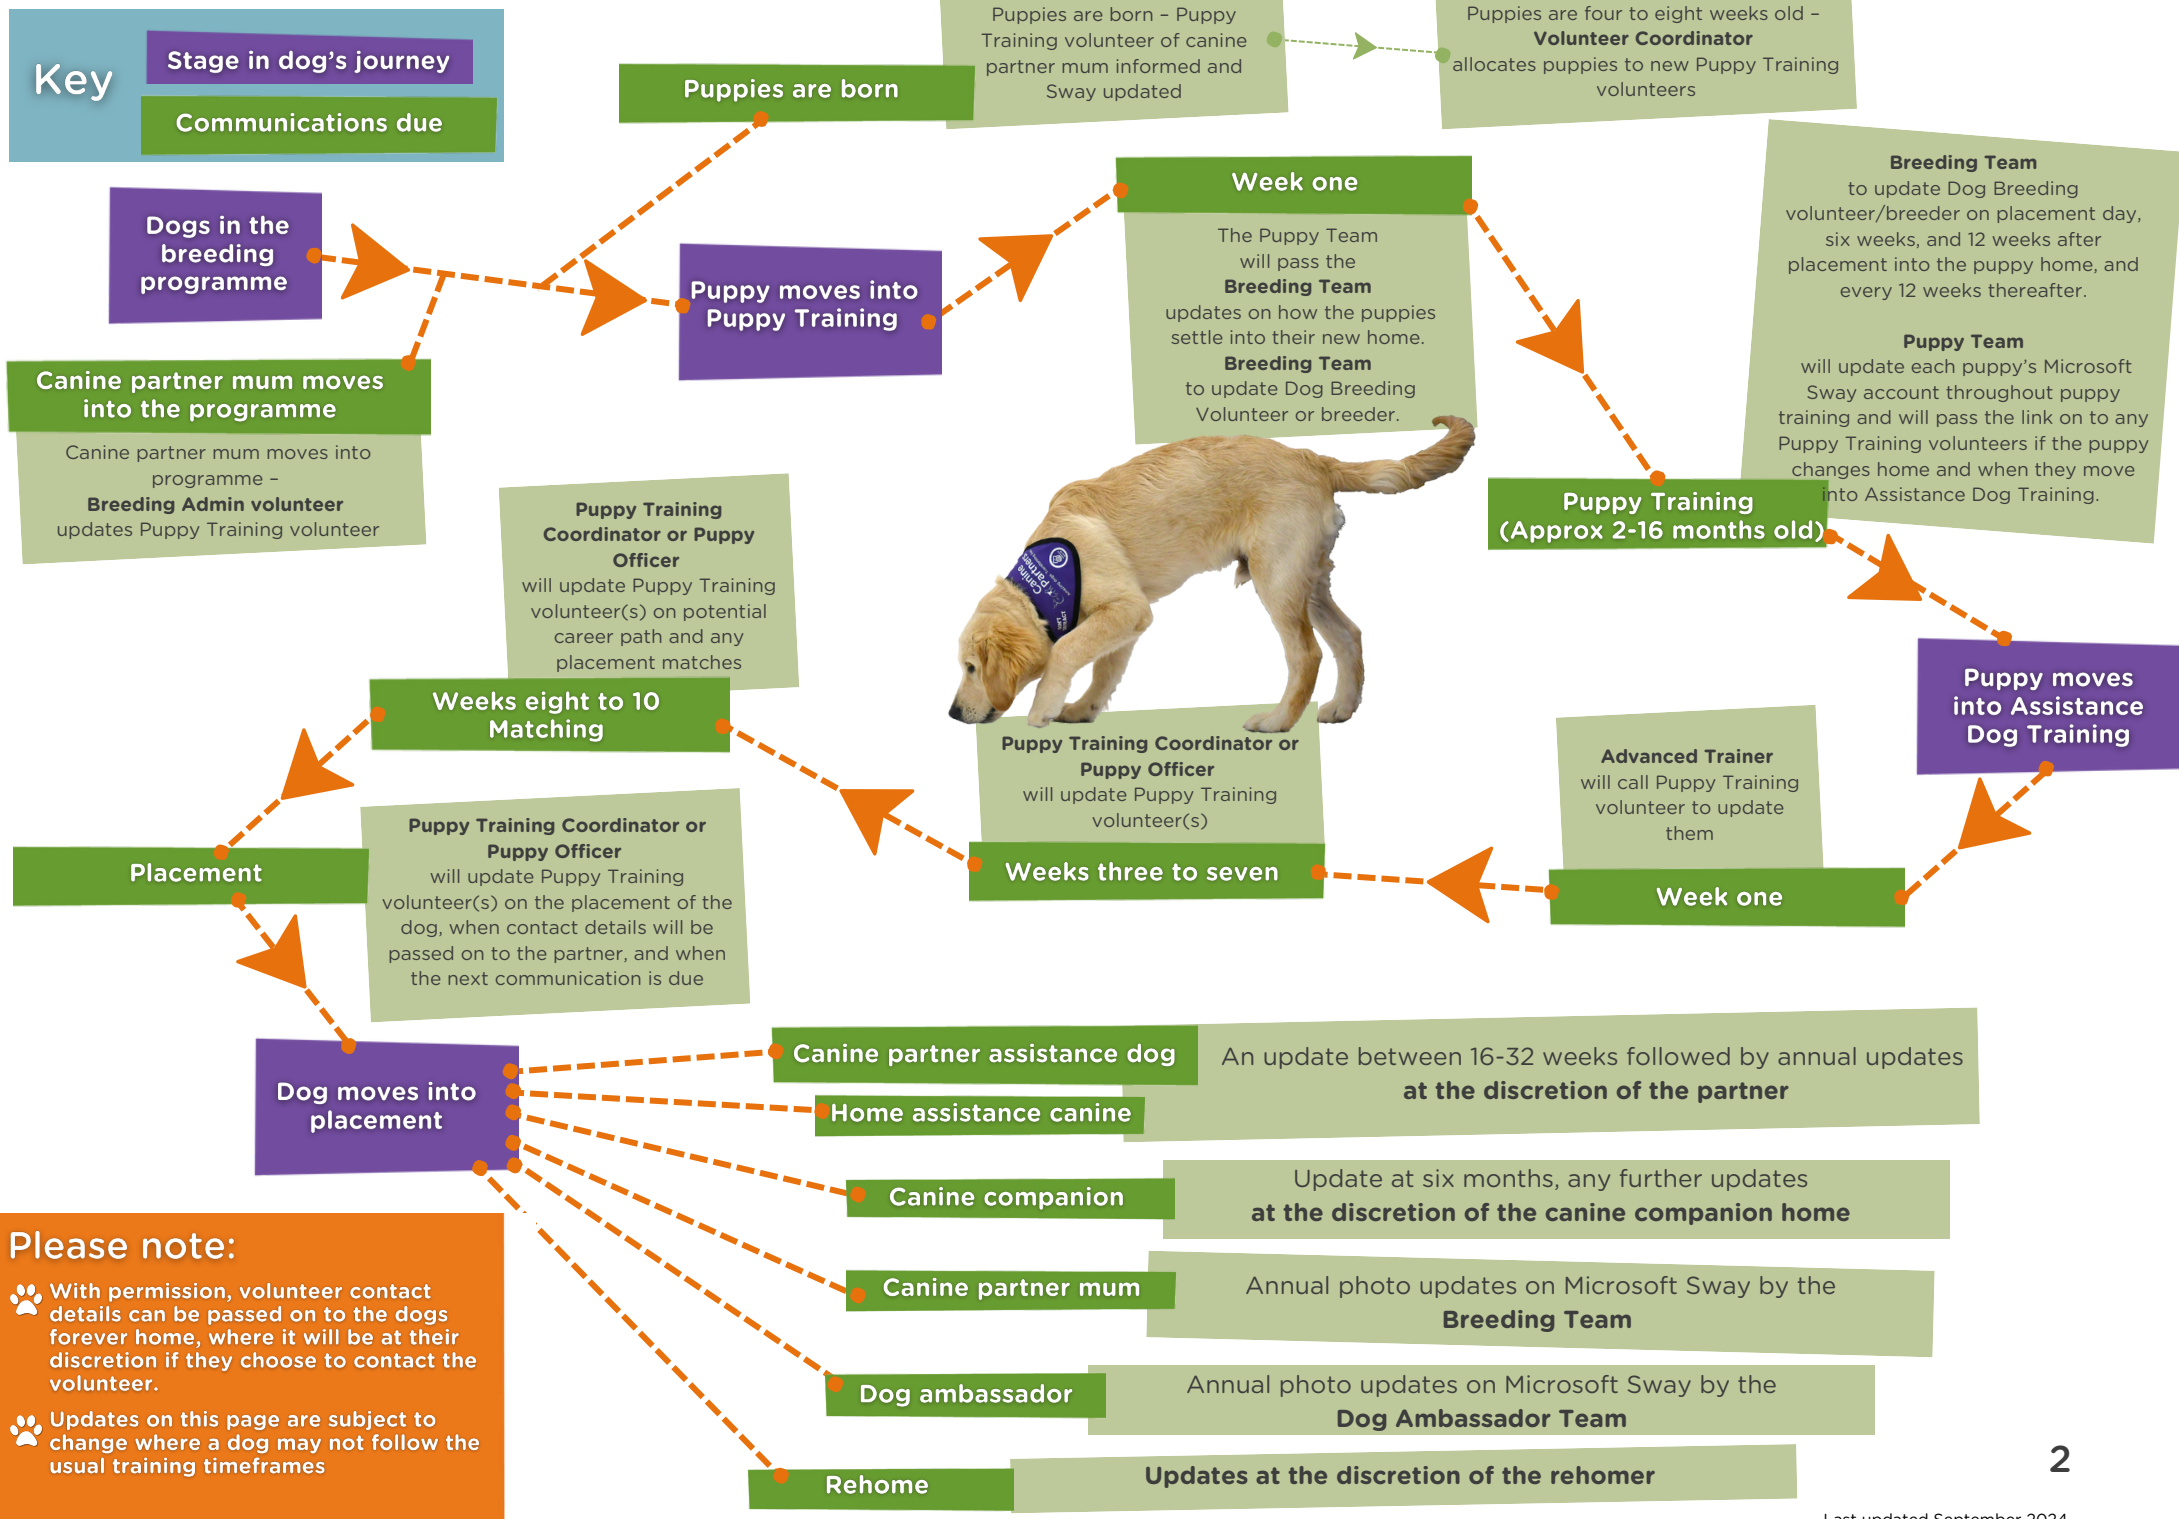 Key
Stage in dog's journey
Communications due
Puppies are born
Puppies are born – Puppy
Training volunteer of canine
partner mum informed and
Sway updated
Puppies are four to eight weeks old –
Volunteer Coordinator
allocates puppies to new Puppy Training
volunteers
Dogs in the
breeding
programme
Canine partner mum moves
into the programme
Canine partner mum moves into
programme –
Breeding Admin volunteer
updates Puppy Training volunteer
Puppy moves into
Puppy Training
Week one
The Puppy Team
will pass the
Breeding Team
updates on how the puppies
settle into their new home.
Breeding Team
to update Dog Breeding
Volunteer or breeder.
Breeding Team
to update Dog Breeding
volunteer/breeder on placement day,
six weeks, and 12 weeks after
placement into the puppy home, and
every 12 weeks thereafter.
Puppy Team
will update each puppy's Microsoft
Sway account throughout puppy
training and will pass the link on to any
Puppy Training volunteers if the puppy
changes home and when they move
into Assistance Dog Training.
Puppy Training
(Approx 2-16 months old)
Puppy moves
into Assistance
Dog Training
Advanced Trainer
will call Puppy Training
volunteer to update
them
Week one
Canine
partners
Puppy Training Coordinator or
Puppy Officer
will update Puppy Training
volunteer(s)
Weeks three to seven
Puppy Training
Coordinator or Puppy
Officer
will update Puppy Training
volunteer(s) on potential
career path and any
placement matches
Weeks eight to 10
Matching
Placement
Puppy Training Coordinator or
Puppy Officer
will update Puppy Training
volunteer(s) on the placement of the
dog, when contact details will be
passed on to the partner, and when
the next communication is due
Dog moves into
placement
Canine partner assistance dog
Home assistance canine
An update between 16-32 weeks followed by annual updates
at the discretion of the partner
Canine companion
Update at six months, any further updates
at the discretion of the canine companion home
Canine partner mum
Annual photo updates on Microsoft Sway by the
Breeding Team
Dog ambassador
Annual photo updates on Microsoft Sway by the
Dog Ambassador Team
Rehome
Updates at the discretion of the rehomer
Please note:
With permission, volunteer contact
details can be passed on to the dogs
forever home, where it will be at their
discretion if they choose to contact the
volunteer.
Updates on this page are subject to
change where a dog may not follow the
usual training timeframes
2
Last updated September 2024